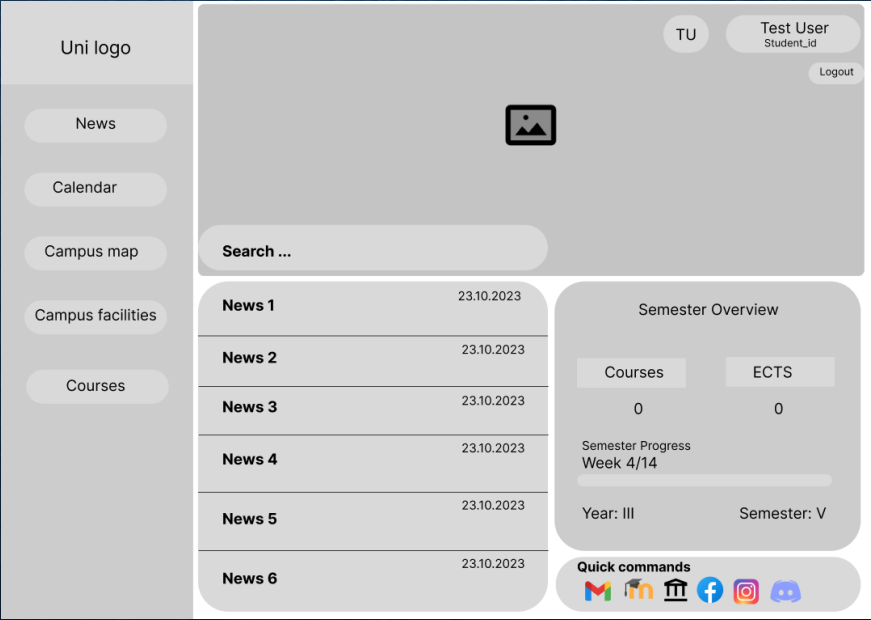 Uni logo
News
Calendar
Campus map
Campus facilities
Courses
TU
Test User
Student_id
Logout
Search ...
News 1
23.10.2023
News 2
23.10.2023
News 3
23.10.2023
News 4
23.10.2023
News 5
23.10.2023
News 6
23.10.2023
Semester Overview
Courses
ECTS
0
0
Semester Progress
Week 4/14
Year: III
Semester: V
Quick commands